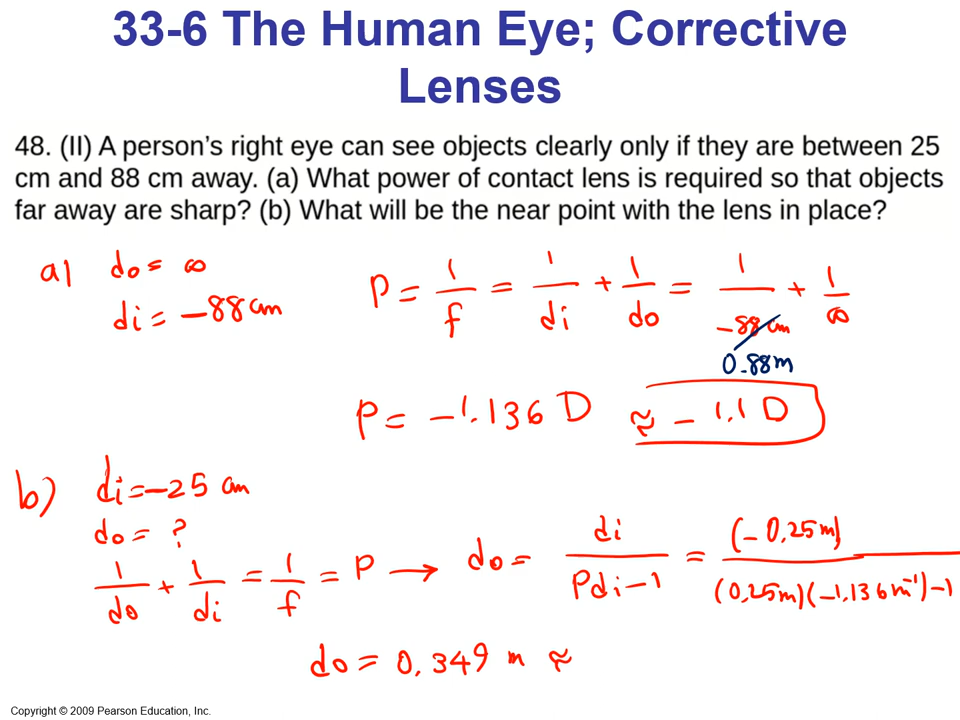 33-6 The Human Eye; Corrective
Lenses
48. (II) A person's right eye can see objects clearly only if they are between 25
cm and 88 cm away. (a) What power of contact lens is required so that objects
far away are sharp? (b) What will be the near point with the lens in place?
a) do = ∞
di = -88 cm
P = 1/f = 1/di + 1/do = 1/-88 cm + 1/∞
0.88m
P = -1.136 D ≈ -1.1 D
b) di = -25 cm
do = ?
1/do + 1/di = 1/f = P → do = di/Pdi-1 = (-0.25m)/(0.25m)(-1.136 m⁻¹)-1
do = 0.349 m ≈
Copyright © 2009 Pearson Education, Inc.